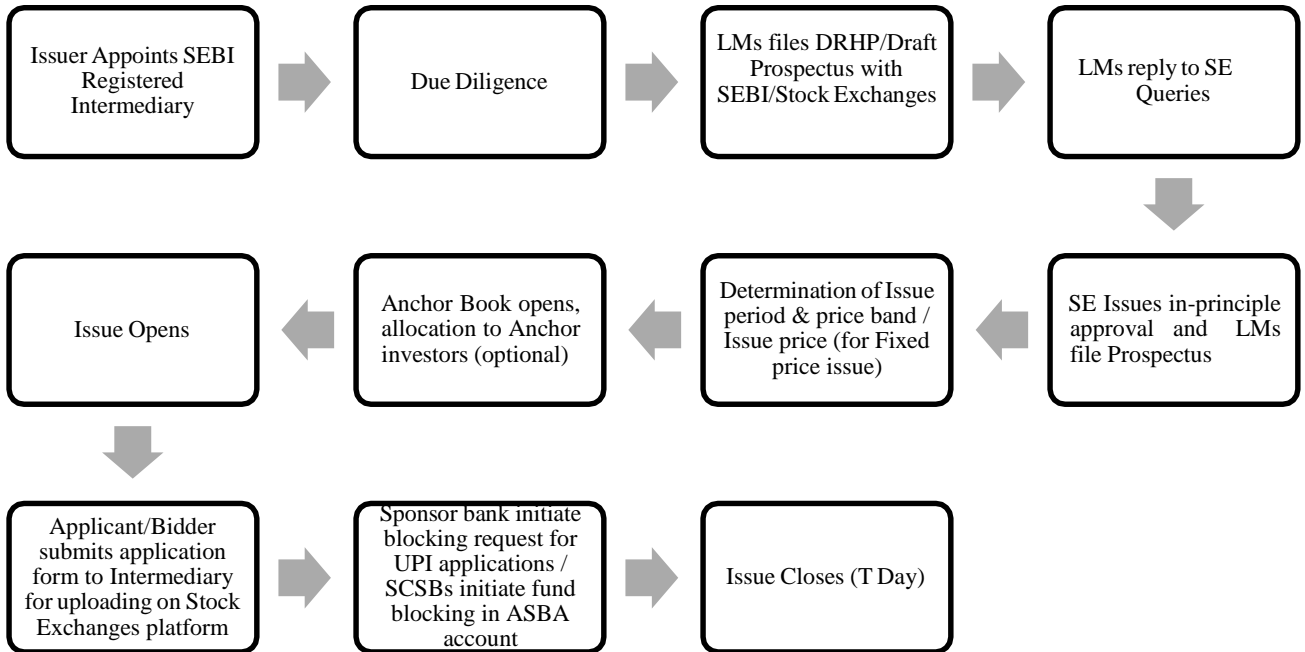 Issuer Appoints SEBI
Registered
Intermediary
Due Diligence
LMs files DRHP/Draft
Prospectus with
SEBI/Stock Exchanges
LMs reply to SE
Queries
SE Issues in-principle
approval and LMs
file Prospectus
Determination of Issue
period & price band /
Issue price (for Fixed
price issue)
Anchor Book opens,
allocation to Anchor
investors (optional)
Issue Opens
Applicant/Bidder
submits application
form to Intermediary
for uploading on Stock
Exchanges platform
Sponsor bank initiate
blocking request for
UPI applications /
SCSBs initiate fund
blocking in ASBA
account
Issue Closes (T Day)